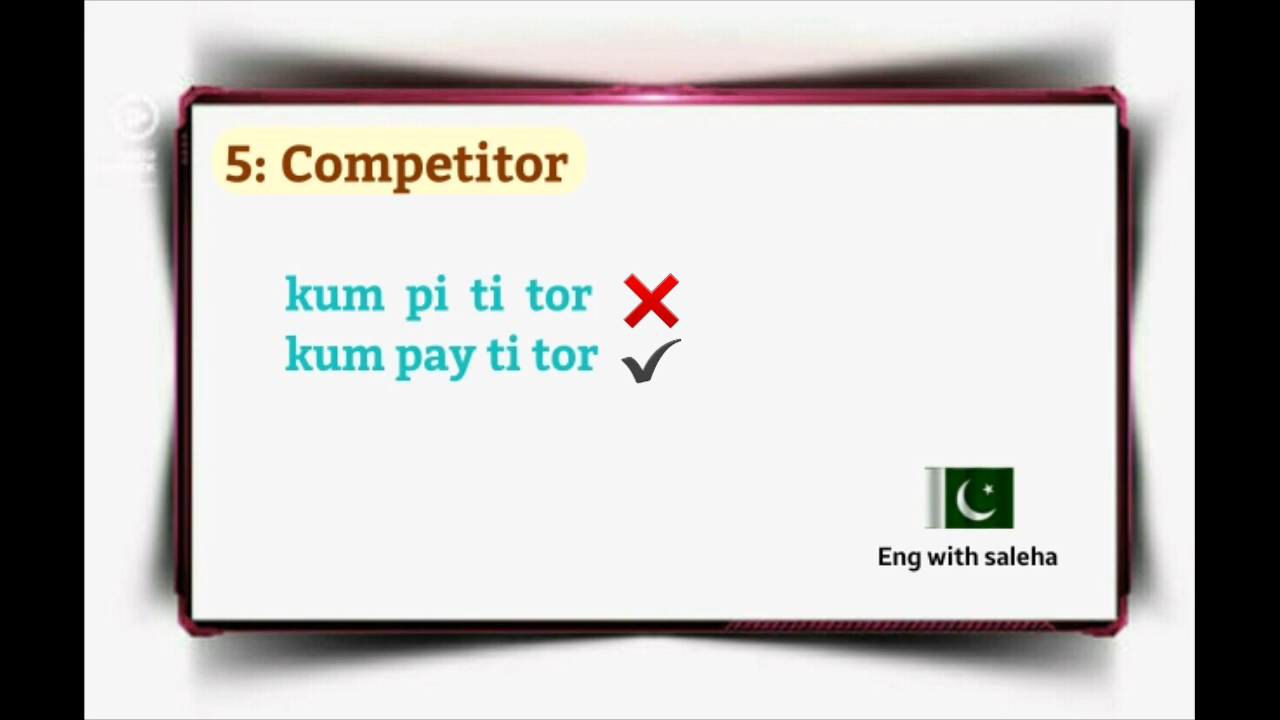 5: Competitor
kum pi ti tor
kum pay ti tor
Eng with saleha